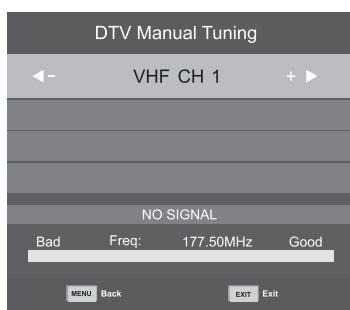 DTV Manual Tuning
◀ - VHF CH 1 + ▶
NO SIGNAL
Bad Freq: 177.50MHz Good
MENU Back EXIT Exit